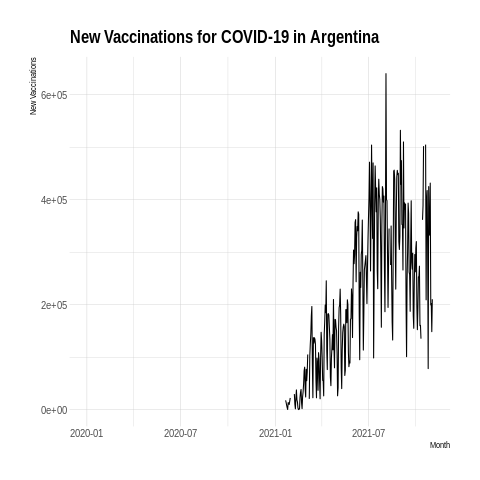 New Vaccinations for COVID-19 in Argentina
New Vaccinations
6e+05
4e+05
2e+05
0e+00
2020-01 2020-07 2021-01 2021-07
Month